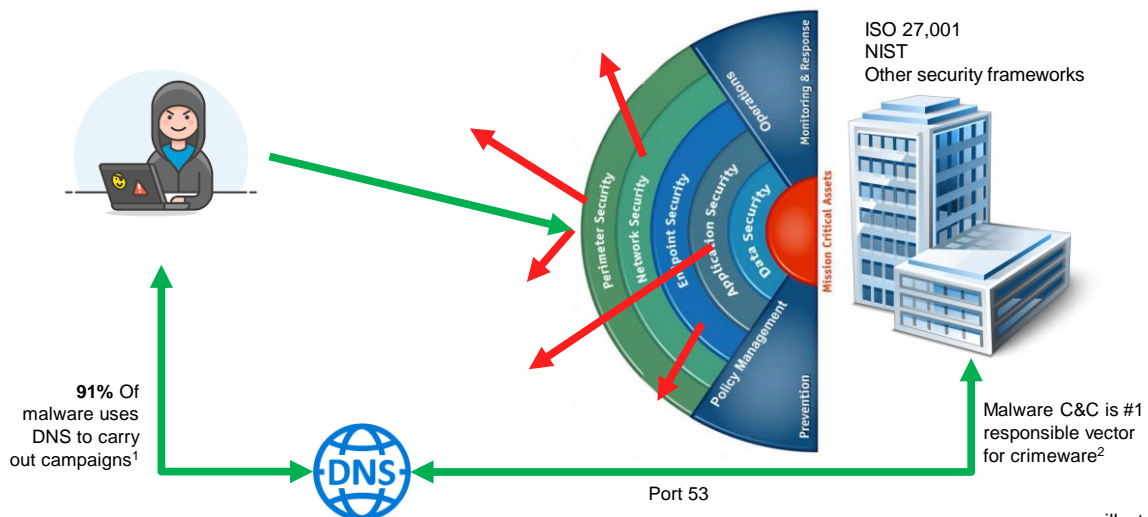 ISO 27,001
NIST
Other security frameworks
Monitoring & Response
Operations
Perimeter Security
Network Security
Endpoint Security
Application Security
Data Security
Mission Critical Assets
Policy Management
Prevention
91% Of
malware uses
DNS to carry
out campaigns1
DNS
Port 53
Malware C&C is #1
responsible vector
for crimeware2